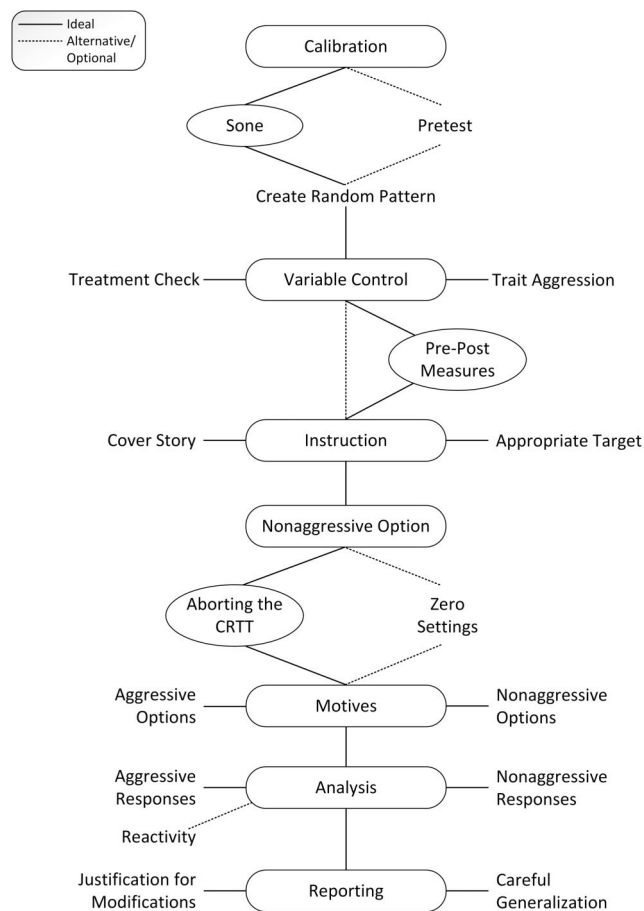 Ideal
Alternative/
Optional
Calibration
Sone
Pretest
Create Random Pattern
Treatment Check
Variable Control
Trait Aggression
Pre-Post
Measures
Cover Story
Instruction
Appropriate Target
Nonaggressive Option
Aborting the
CRTT
Zero
Settings
Aggressive
Options
Motives
Nonaggressive
Options
Aggressive
Responses
Analysis
Nonaggressive
Responses
Reactivity
Justification for
Modifications
Reporting
Careful
Generalization